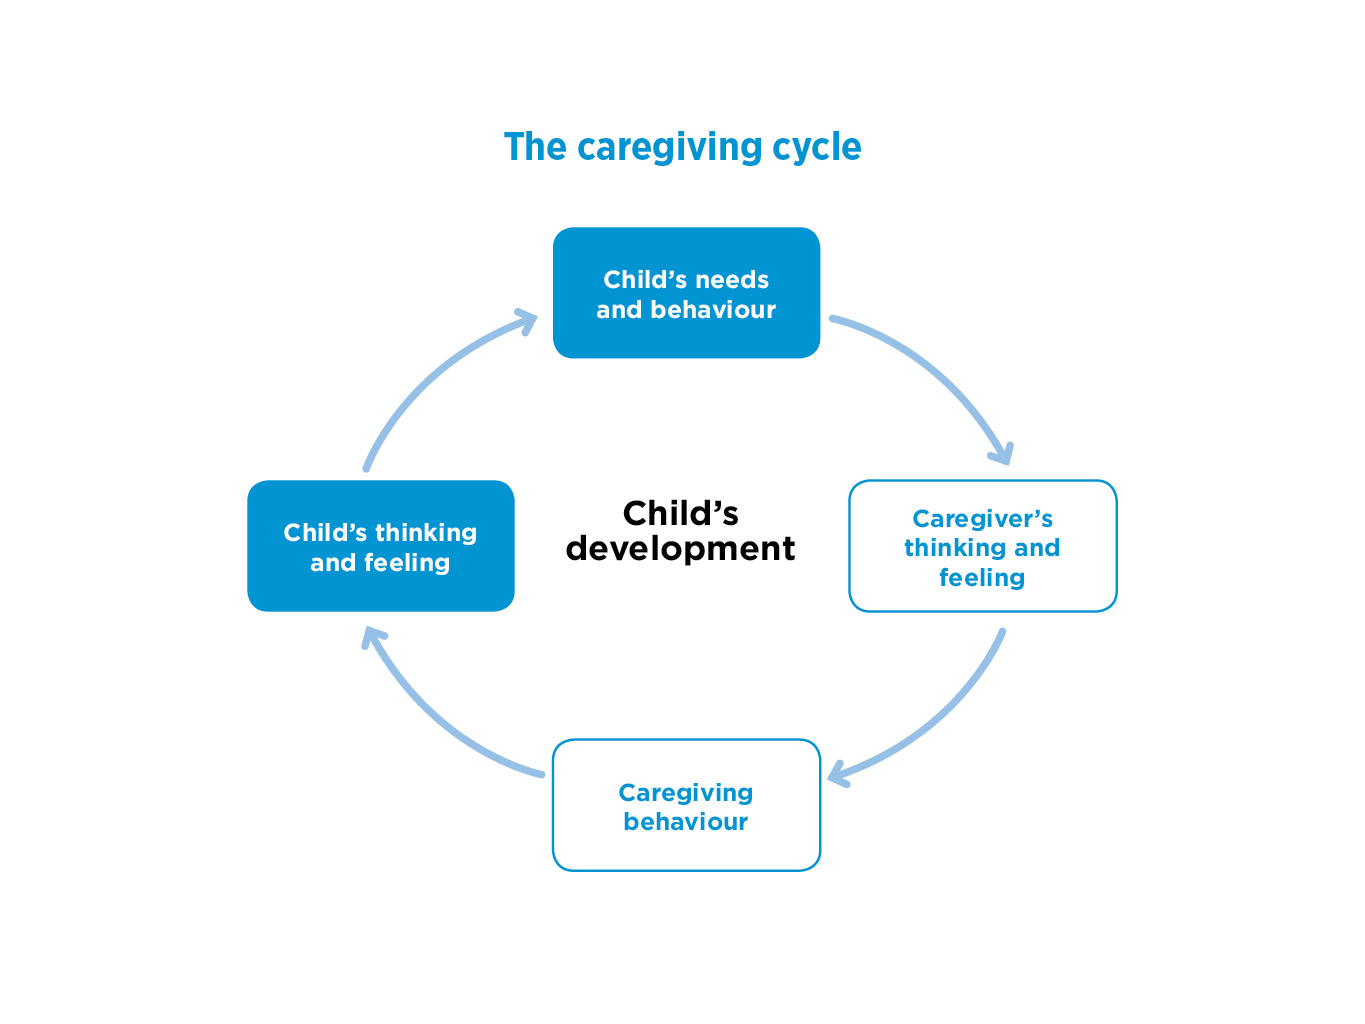 The caregiving cycle
Child’s needs
and behaviour
Child’s thinking
and feeling
Child’s
development
Caregiver’s
thinking and
feeling
Caregiving
behaviour